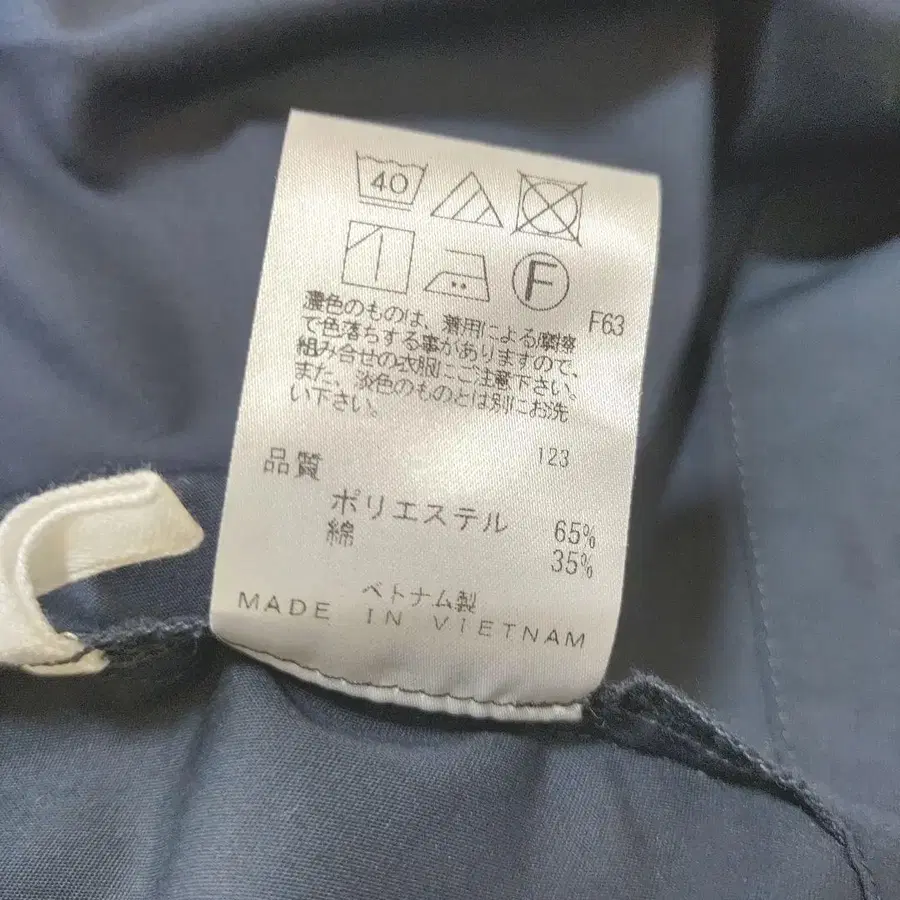 40
F
F63
濃色のものは、着用による摩擦
で色落ちする事がありますので、
組み合せの衣服にご注意下さい。
また、淡色のものとは別にお洗
い下さい。
123
品質
ポリエステル 65%
綿 35%
ベトナム製
MADE IN VIETNAM